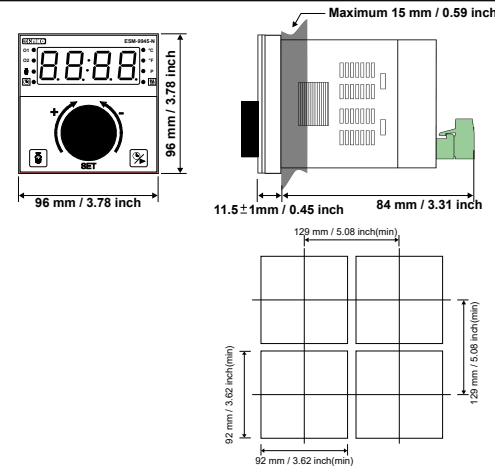 Maximum 15 mm / 0.59 inch
ESM-9945-N
O1
O2
°C
°F
P
88:88
+
-
SET
96 mm / 3.78 inch
96 mm / 3.78 inch
11.5±1mm / 0.45 inch
84 mm / 3.31 inch
129 mm / 5.08 inch(min)
129 mm / 5.08 inch(min)
92 mm / 3.62 inch(min)
92 mm / 3.62 inch(min)